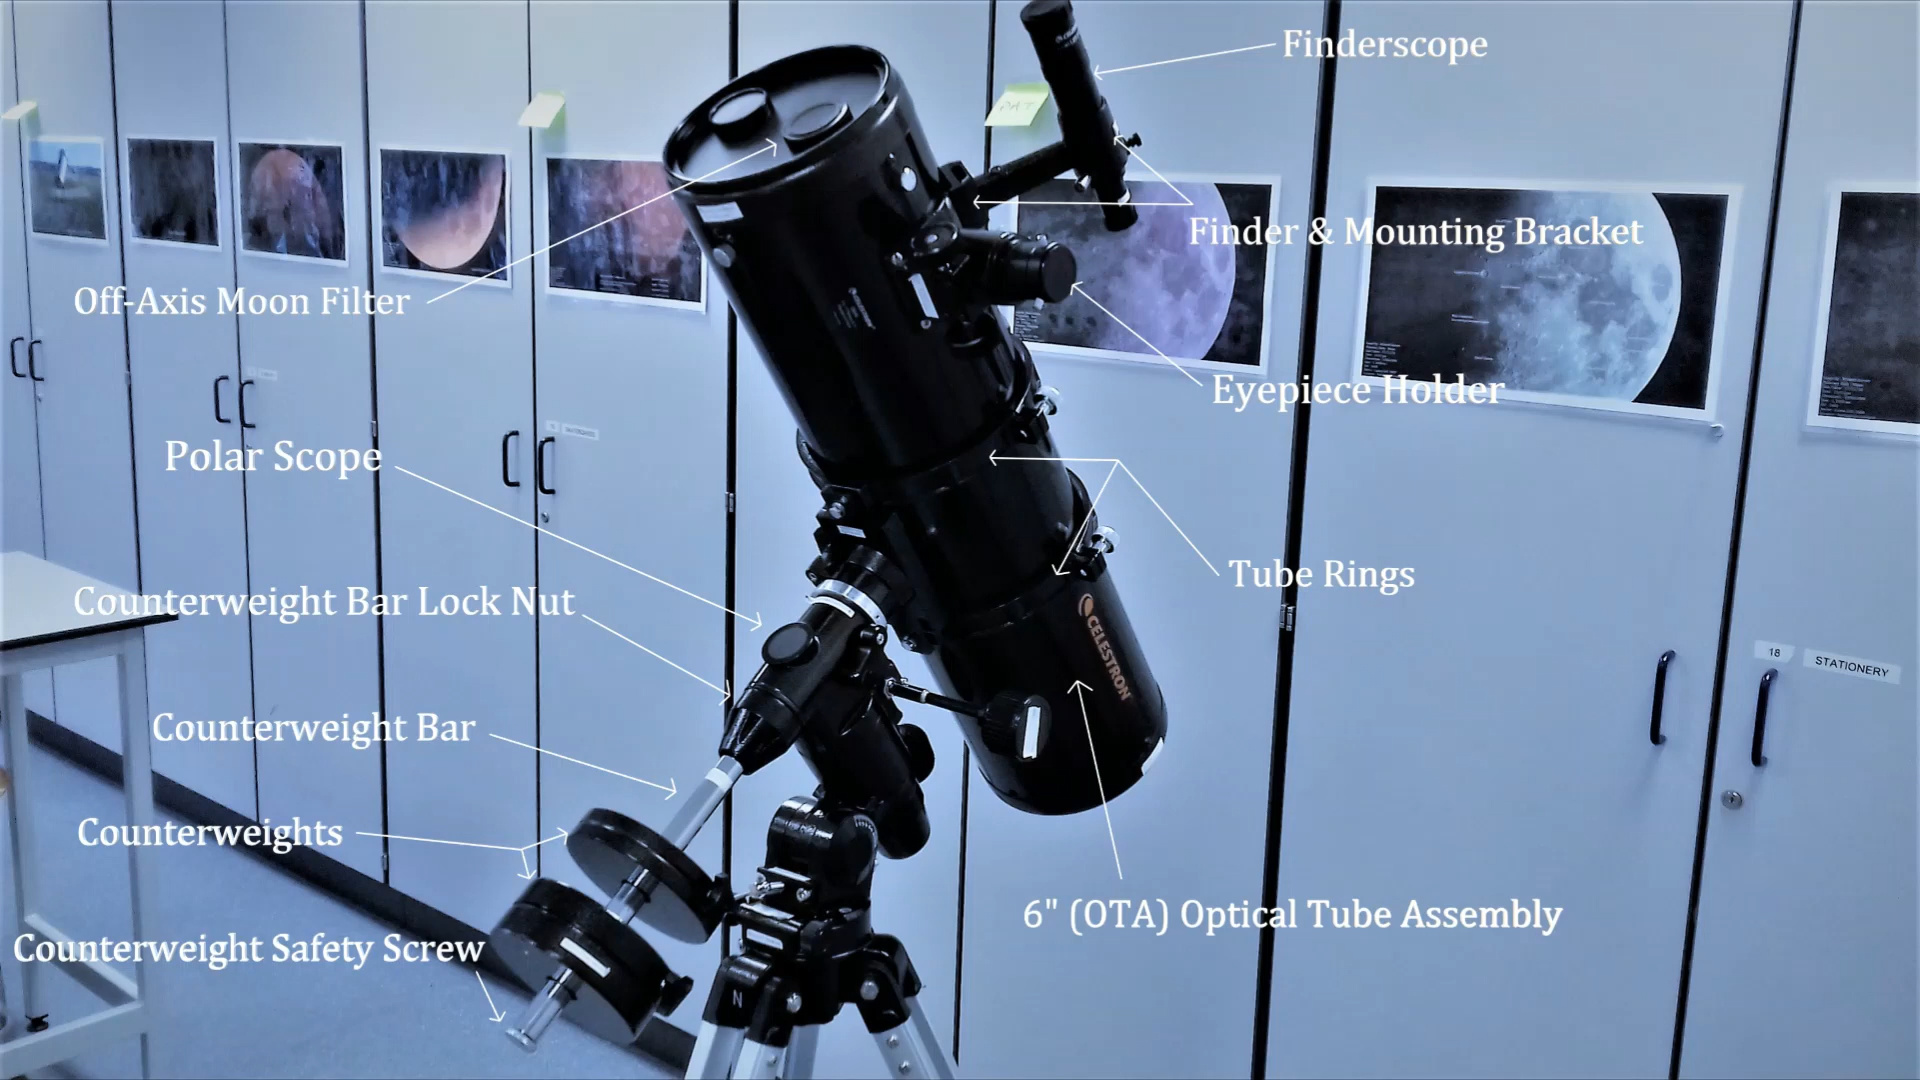 Finderscope
PAT
Finder & Mounting Bracket
Off-Axis Moon Filter
Eyepiece Holder
Polar Scope
Tube Rings
Counterweight Bar Lock Nut
CELESTRON
18
STATIONERY
Counterweight Bar
Counterweights
6" (OTA) Optical Tube Assembly
Counterweight Safety Screw
N